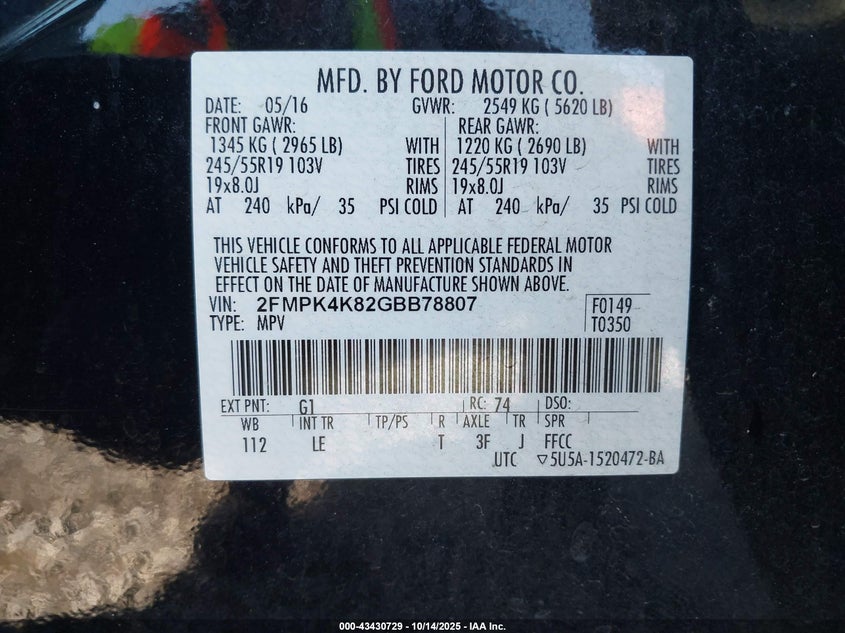 MFD. BY FORD MOTOR CO.
DATE: 05/16 GVWR: 2549 KG ( 5620 LB)
FRONT GAWR: REAR GAWR:
1345 KG ( 2965 LB) WITH 1220 KG ( 2690 LB) WITH
245/55R19 103V TIRES 245/55R19 103V TIRES
19x8.0J RIMS 19x8.0J RIMS
AT 240 kPa/ 35 PSI COLD AT 240 kPa/ 35 PSI COLD
THIS VEHICLE CONFORMS TO ALL APPLICABLE FEDERAL MOTOR
VEHICLE SAFETY AND THEFT PREVENTION STANDARDS IN
EFFECT ON THE DATE OF MANUFACTURE SHOWN ABOVE.
VIN: 2FMPK4K82GBB78807 F0149
TYPE: MPV T0350
EXT PNT: G1 RC: 74 DSO:
WB INT TR TP/PS R AXLE TR SPR
112 LE T 3F J FFCC
UTC ▽5U5A-1520472-BA
000-43430729 - 10/14/2025 - IAA Inc.